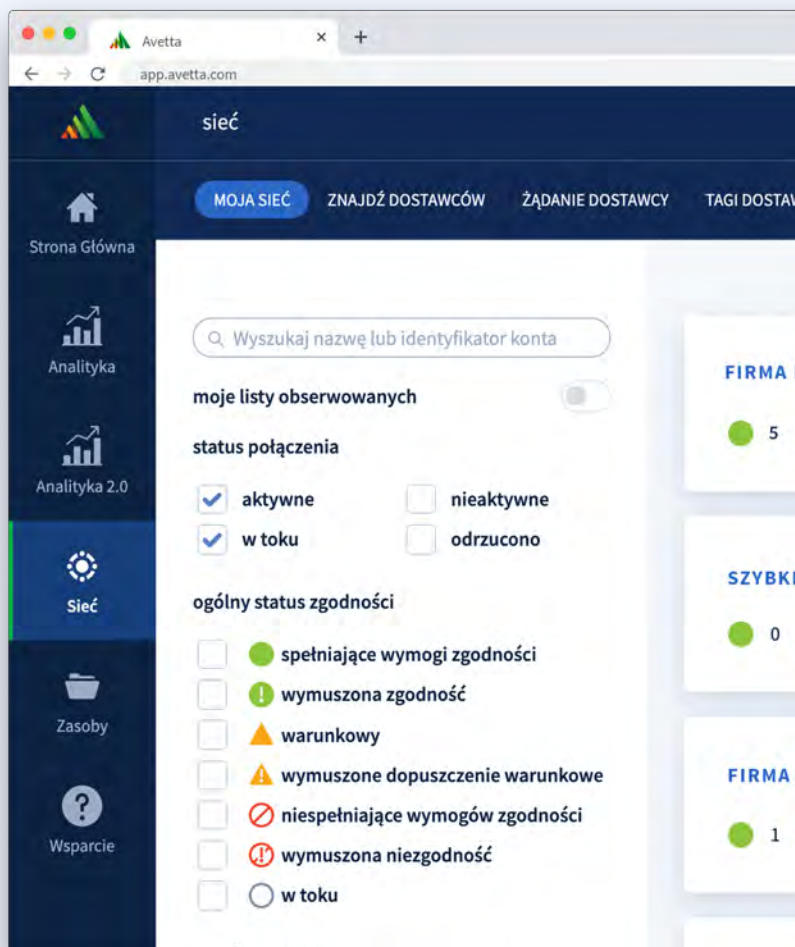 Avetta
app.avetta.com
sieć
MOJA SIEĆ ZNAJDŹ DOSTAWCÓW ŻĄDANIE DOSTAWCY TAGI
Strona Główna
Analityka
Analityka 2.0
Sieć
Zasoby
Wsparcie
Wyszukaj nazwę lub identyfikator konta
moje listy obserwowanych
status połączenia
aktywne nieaktywne
w toku odrzucono
ogólny status zgodności
spełniające wymogi zgodności
wymuszona zgodność
warunkowy
wymuszone dopuszczenie warunkowe
niespełniające wymogów zgodności
wymuszona niezgodność
w toku
FIRMA
5
0
FIRMA
1